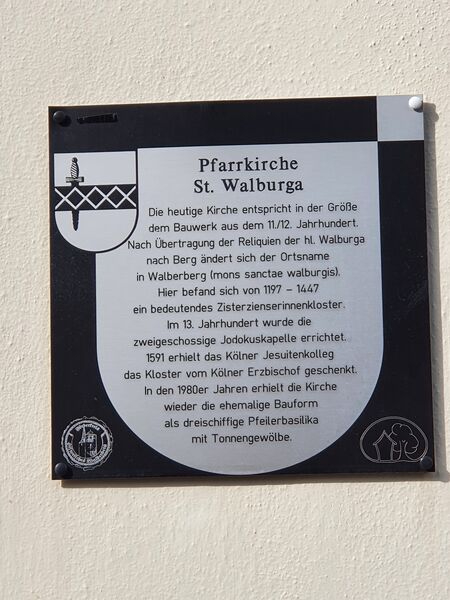 Pfarrkirche
St. Walburga
Die heutige Kirche entspricht in der Größe
dem Bauwerk aus dem 11./12. Jahrhundert.
Nach Übertragung der Reliquien der hl. Walburga
nach Berg ändert sich der Ortsname
in Walberberg (mons sanctae walburgis).
Hier befand sich von 1197 – 1447
ein bedeutendes Zisterzienserinnenkloster.
Im 13. Jahrhundert wurde die
zweigeschossige Jodokuskapelle errichtet.
1591 erhielt das Kölner Jesuitenkolleg
das Kloster vom Kölner Erzbischof geschenkt.
In den 1980er Jahren erhielt die Kirche
wieder die ehemalige Bauform
als dreischiffige Pfeilerbasilika
mit Tonnengewölbe.